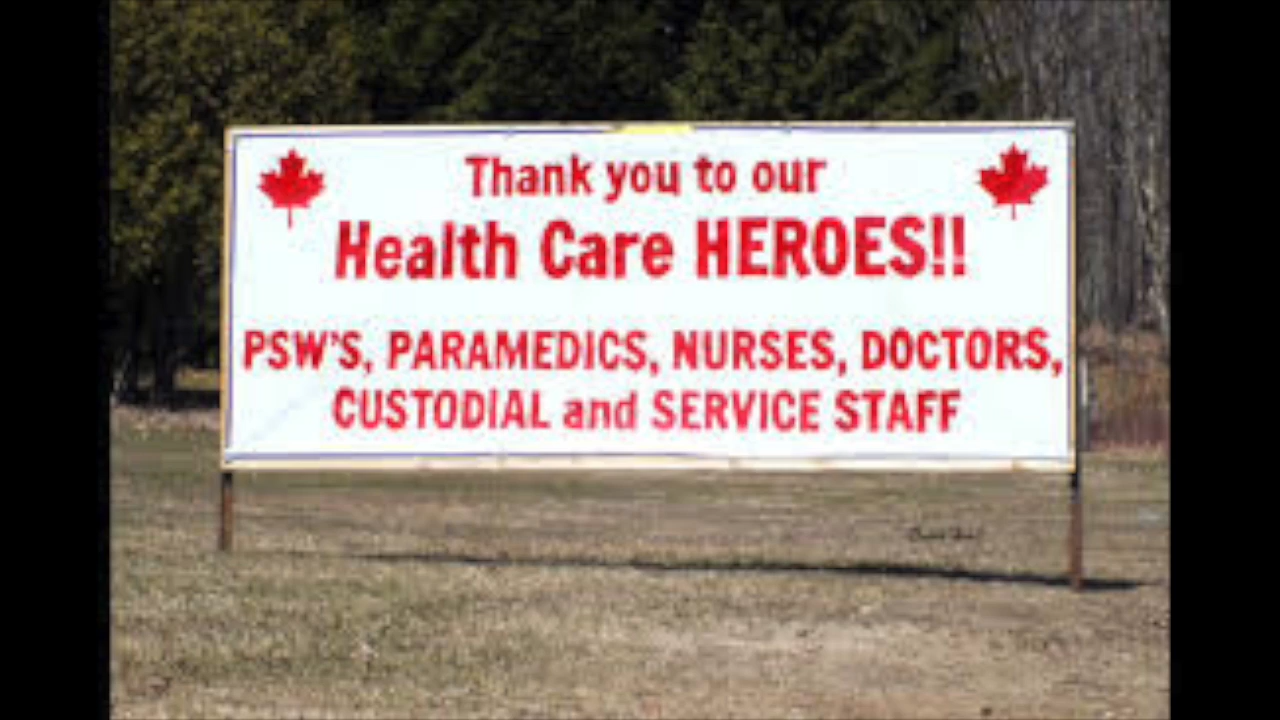 Thank you to our
Health Care HEROES!!
PSW'S, PARAMEDICS, NURSES, DOCTORS,
CUSTODIAL and SERVICE STAFF